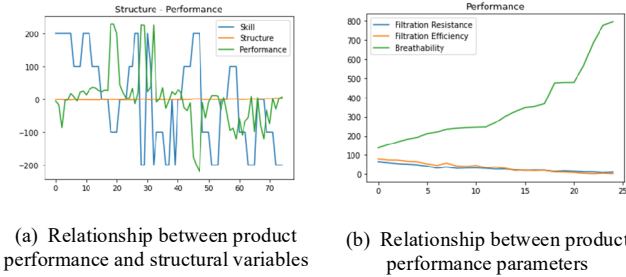 Structure - Performance
Skill
Structure
Performance
200
100
0
−100
−200
0
10
20
30
40
50
60
70
Performance
Filtration Resistance
Filtration Efficiency
Breathability
800
700
600
500
400
300
200
100
0
0
5
10
15
20
25
(a) Relationship between product
performance and structural variables
(b) Relationship between product
performance parameters